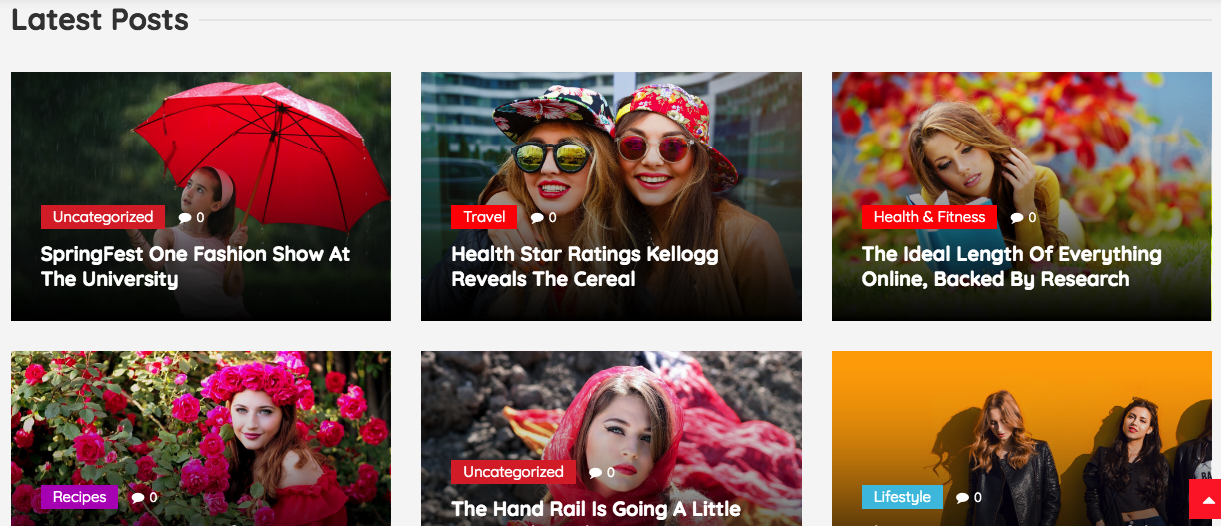 Latest Posts
Uncategorized 0
SpringFest One Fashion Show At
The University
Travel 0
Health Star Ratings Kellogg
Reveals The Cereal
Health & Fitness 0
The Ideal Length Of Everything
Online, Backed By Research
Recipes 0
Uncategorized 0
The Hand Rail Is Going A Little
Lifestyle 0